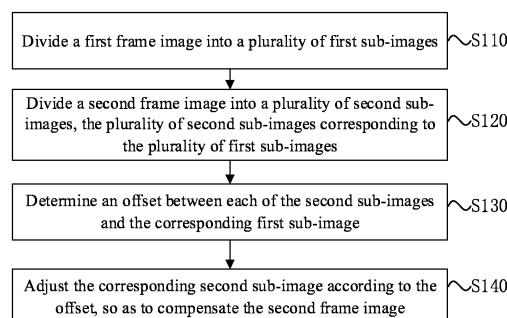 Divide a first frame image into a plurality of first sub-images
S110
Divide a second frame image into a plurality of second sub-
images, the plurality of second sub-images corresponding to
the plurality of first sub-images
S120
Determine an offset between each of the second sub-images
and the corresponding first sub-image
S130
Adjust the corresponding second sub-image according to the
offset, so as to compensate the second frame image
S140